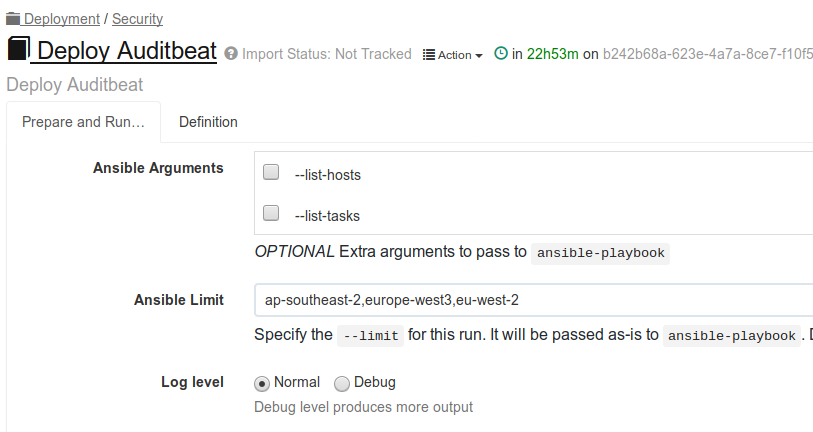 Deployment / Security
Deploy Auditbeat Import Status: Not Tracked Action in 22h53m on b242b68a-623e-4a7a-8ce7-f10f5
Deploy Auditbeat
Prepare and Run… Definition
Ansible Arguments --list-hosts
--list-tasks
OPTIONAL Extra arguments to pass to ansible-playbook
Ansible Limit ap-southeast-2,europe-west3,eu-west-2
Specify the --limit for this run. It will be passed as-is to ansible-playbook. D
Log level Normal Debug
Debug level produces more output